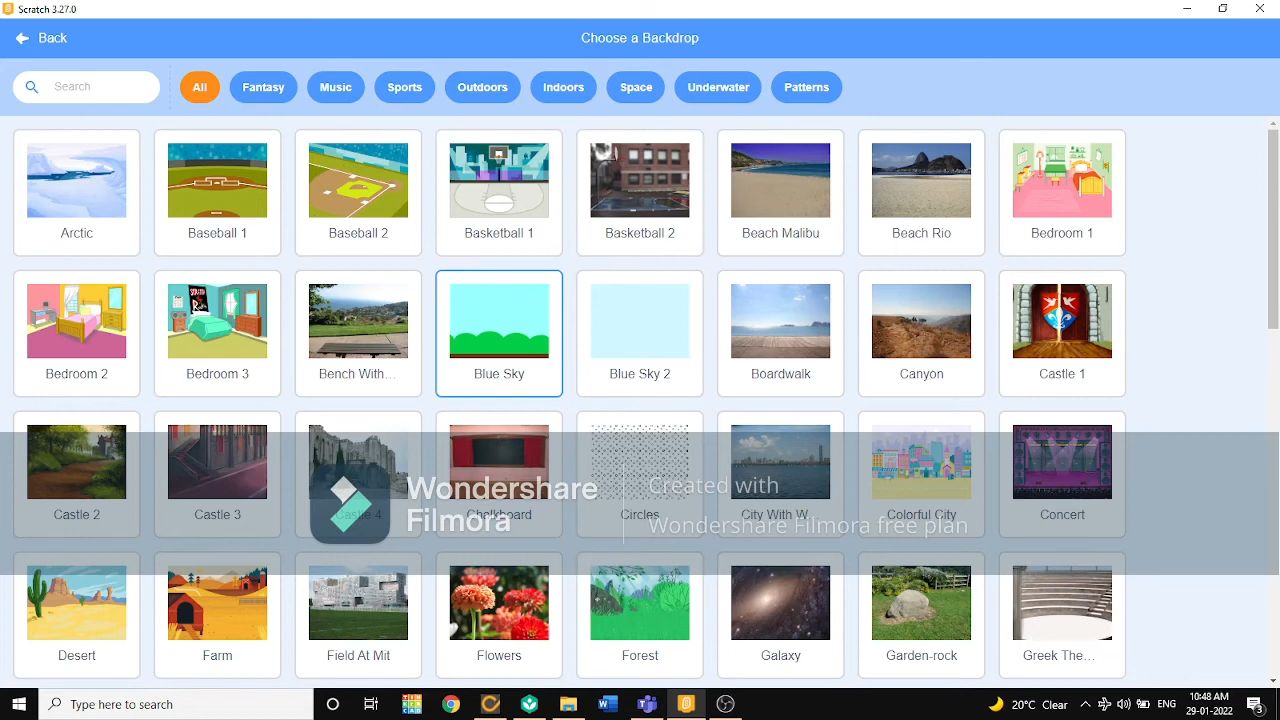 Scratch 3.27.0
Back
Choose a Backdrop
Search
All
Fantasy
Music
Sports
Outdoors
Indoors
Space
Underwater
Patterns
Arctic
Baseball 1
Baseball 2
Basketball 1
Basketball 2
Beach Malibu
Beach Rio
Bedroom 1
Bedroom 2
Bedroom 3
Bench With...
Blue Sky
Blue Sky 2
Boardwalk
Canyon
Castle 1
Castle 2
Castle 3
Castle 4
Chalkboard
Circles
City With W...
Colorful City
Concert
Wondershare
Filmora
Created with
Wondershare Filmora free plan
Desert
Farm
Field At Mit
Flowers
Forest
Galaxy
Garden-rock
Greek The...
Type here to search
20°C Clear
ENG
10:48 AM
29-01-2022
3